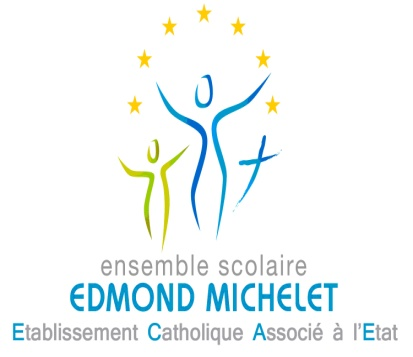 ensemble scolaire
EDMOND MICHELET
Etablissement Catholique Associé à l'Etat